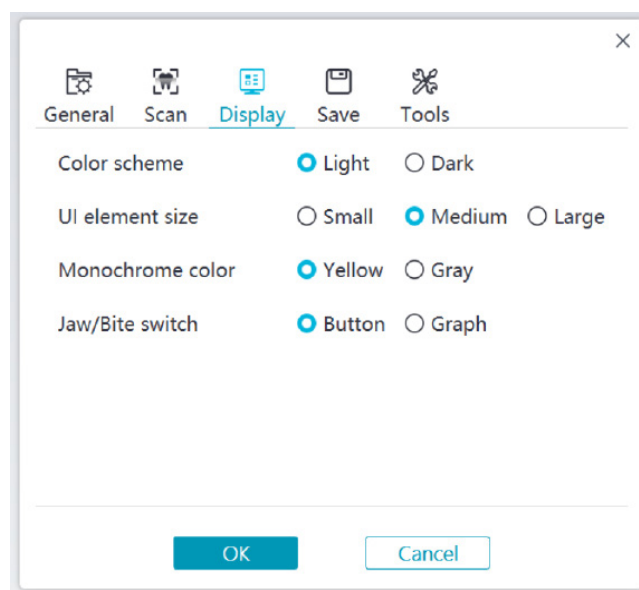 General Scan Display Save Tools
Color scheme Light Dark
UI element size Small Medium Large
Monochrome color Yellow Gray
Jaw/Bite switch Button Graph
OK Cancel